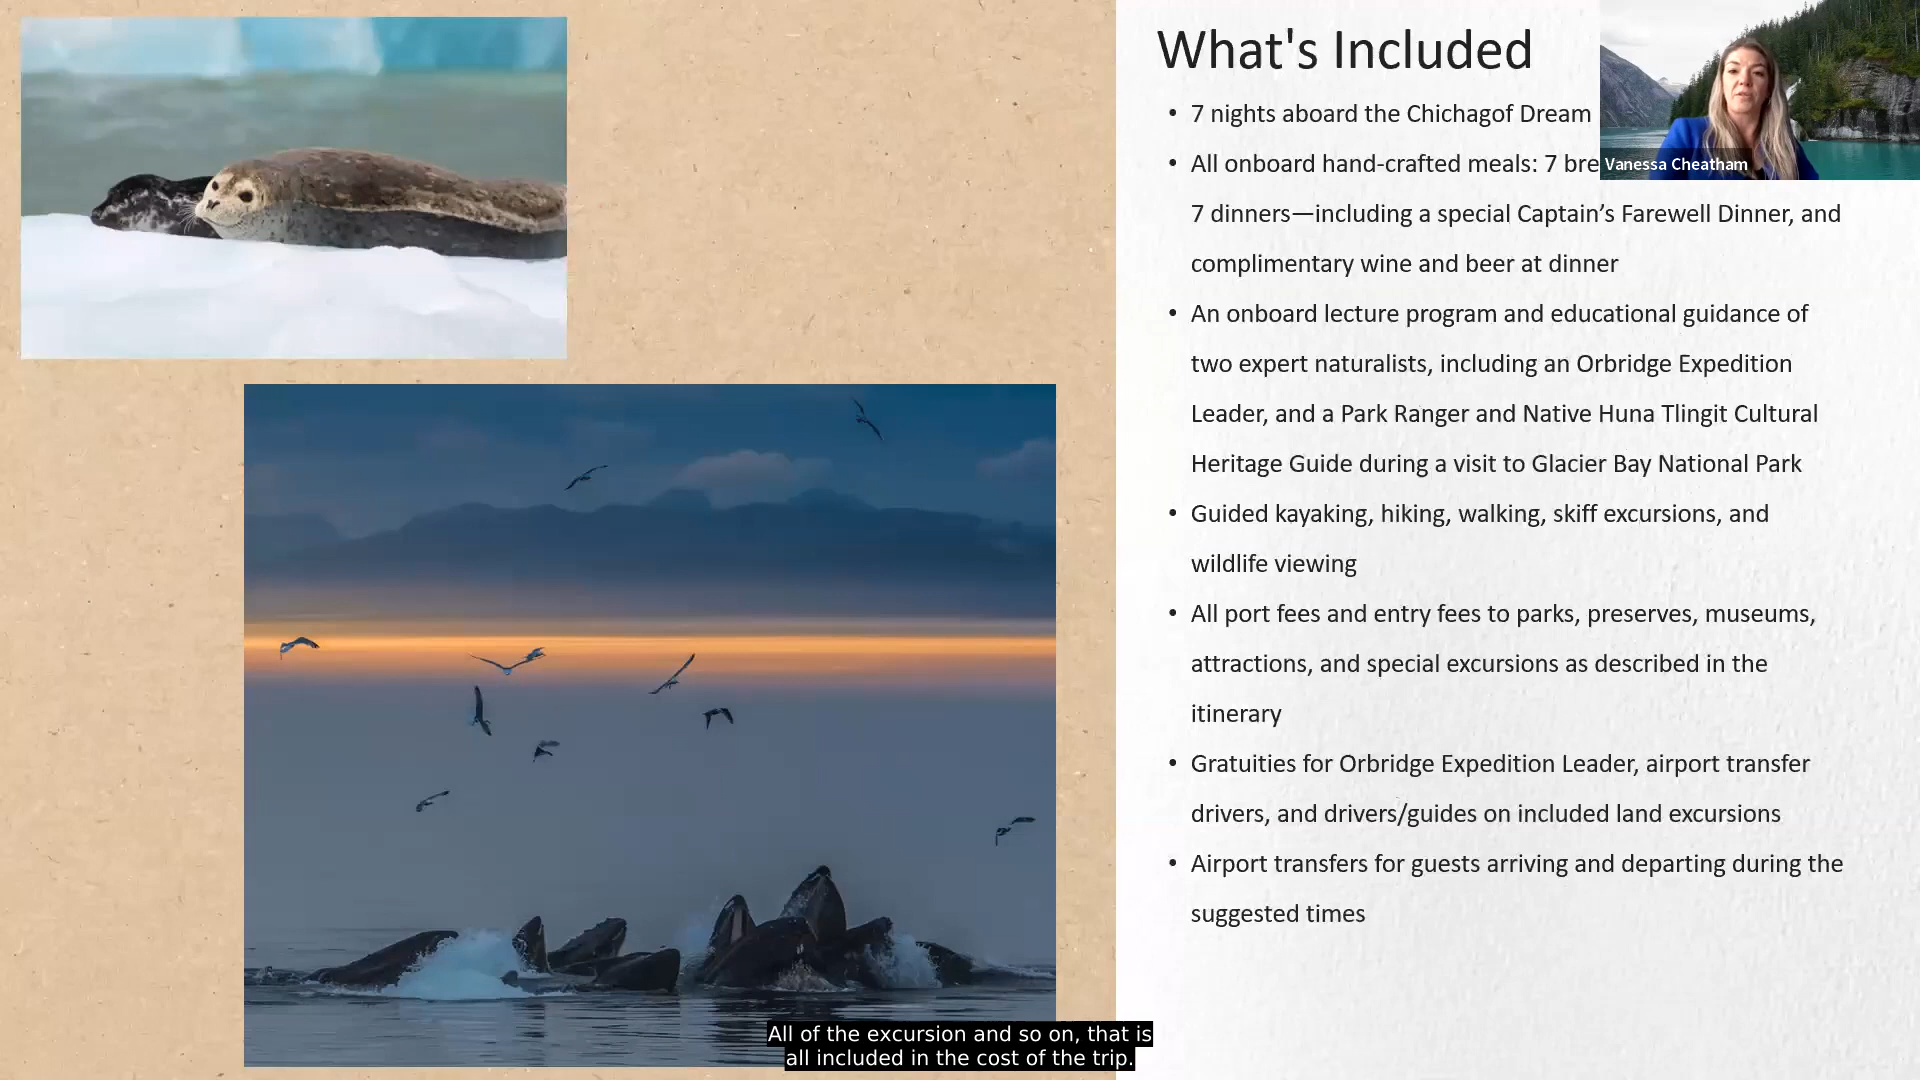 What's Included
• 7 nights aboard the Chichagof Dream
• All onboard hand-crafted meals: 7
7 dinners—including a special Captain’s Farewell Dinner, and
complimentary wine and beer at dinner
• An onboard lecture program and educational guidance of
two expert naturalists, including an Orbridge Expedition
Leader, and a Park Ranger and Native Huna Tlingit Cultural
Heritage Guide during a visit to Glacier Bay National Park
• Guided kayaking, hiking, walking, skiff excursions, and
wildlife viewing
• All port fees and entry fees to parks, preserves, museums,
attractions, and special excursions as described in the
itinerary
• Gratuities for Orbridge Expedition Leader, airport transfer
drivers, and drivers/guides on included land excursions
• Airport transfers for guests arriving and departing during the
suggested times
Vanessa Cheatham
All of the excursion and so on, that is
all included in the cost of the trip.